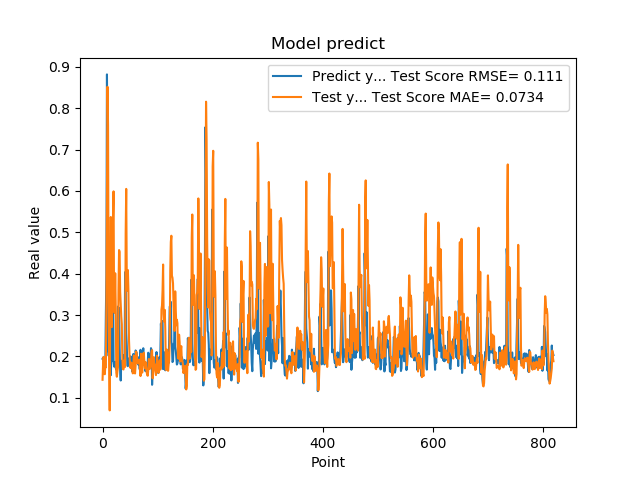 Model predict
Predict y... Test Score RMSE= 0.111
Test y... Test Score MAE= 0.0734
0.9
0.8
0.7
0.6
0.5
0.4
0.3
0.2
0.1
Real value
0 200 400 600 800
Point